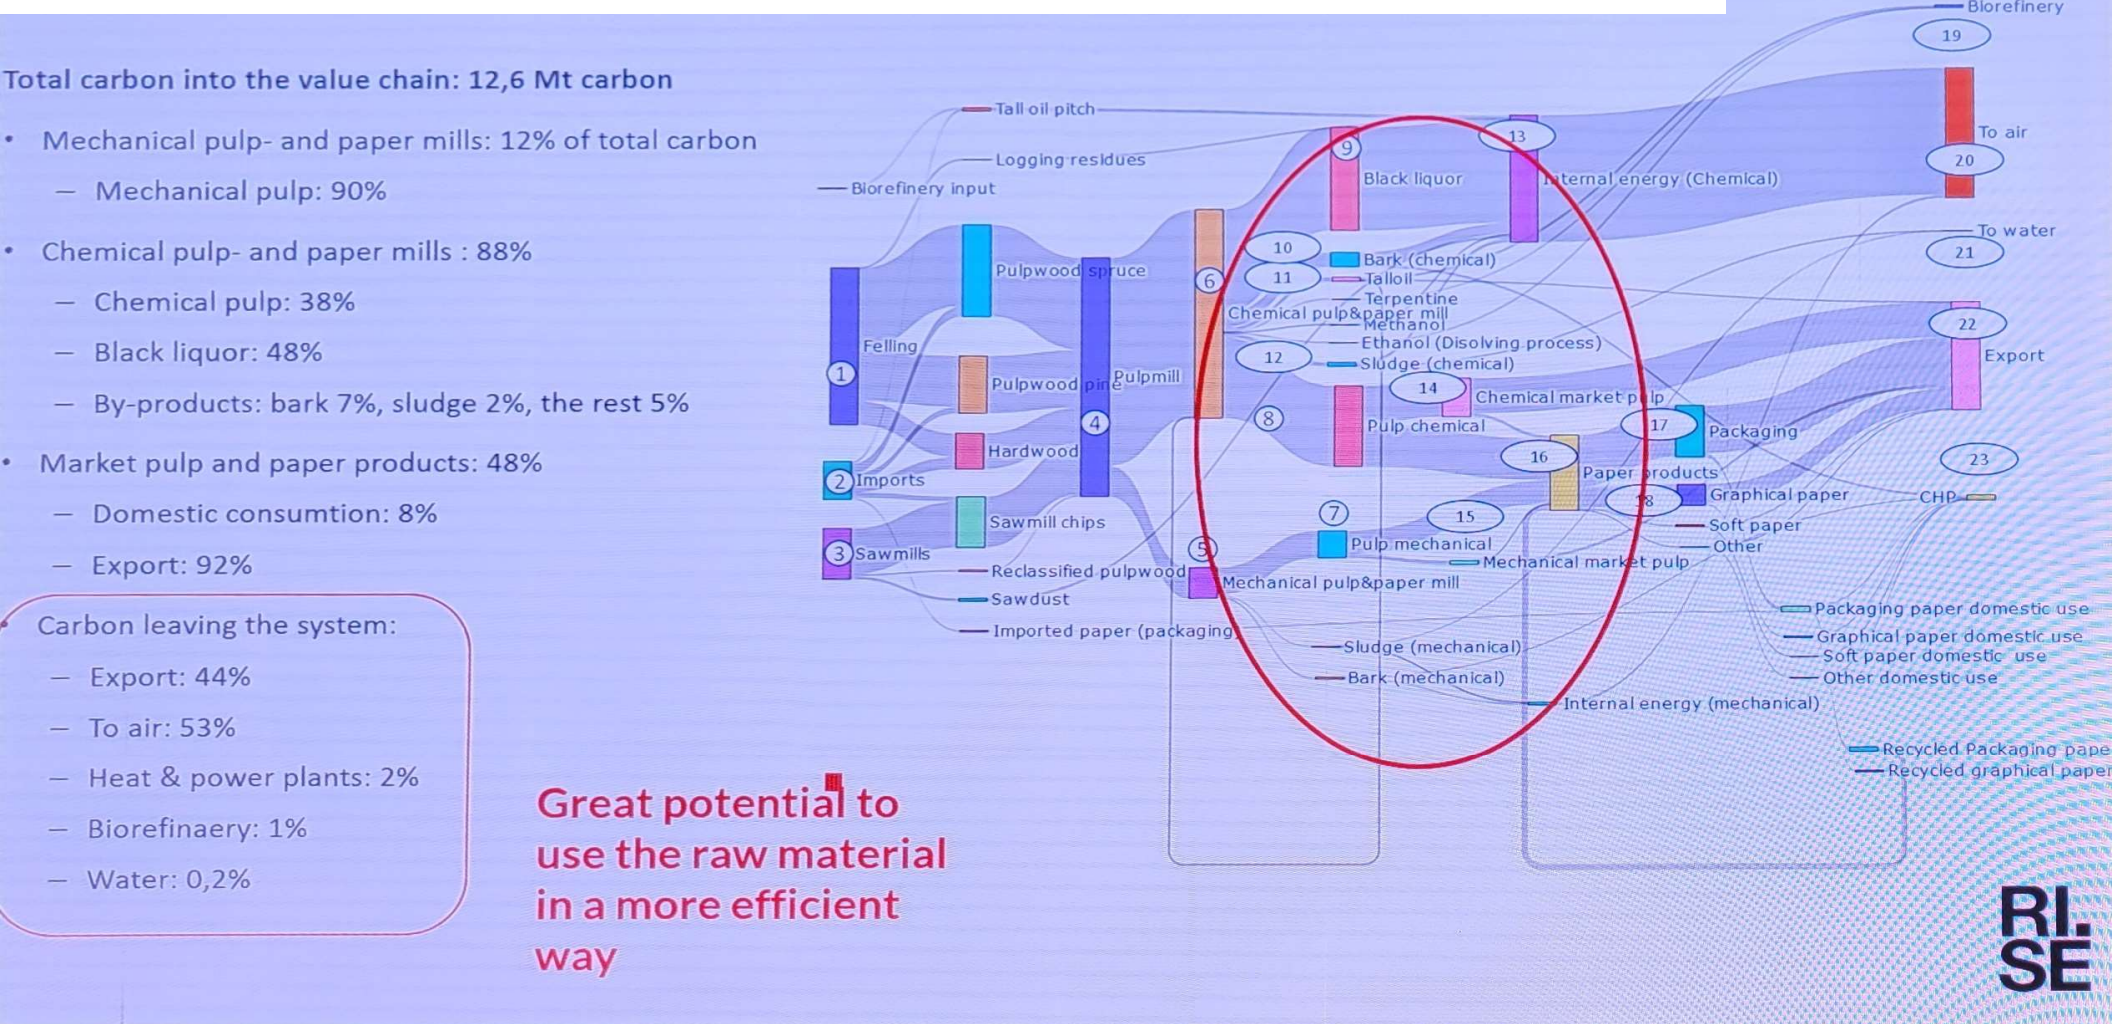 Total carbon into the value chain: 12,6 Mt carbon
• Mechanical pulp- and paper mills: 12% of total carbon
– Mechanical pulp: 90%
• Chemical pulp- and paper mills : 88%
– Chemical pulp: 38%
– Black liquor: 48%
– By-products: bark 7%, sludge 2%, the rest 5%
• Market pulp and paper products: 48%
– Domestic consumtion: 8%
– Export: 92%
• Carbon leaving the system:
– Export: 44%
– To air: 53%
– Heat & power plants: 2%
– Biorefinaery: 1%
– Water: 0,2%
Great potential to
use the raw material
in a more efficient
way
Biorefinery input
Felling
1
2 Imports
3 Sawmills
Tall oil pitch
Logging residues
Pulpwood spruce
Pulpwood pine
Hardwood
Sawmill chips
Reclassified pulpwood
Sawdust
Imported paper (packaging)
Pulpmill
4
6
Chemical pulp&paper mill
5
Mechanical pulp&paper mill
9
Black liquor
10
Bark (chemical)
11
Talloil
Terpentine
Methanol
Ethanol (Disolving process)
12
Sludge (chemical)
8
Pulp chemical
7
Pulp mechanical
Sludge (mechanical)
Bark (mechanical)
13
Internal energy (Chemical)
14
Chemical market pulp
15
Mechanical market pulp
16
Paper products
Internal energy (mechanical)
17
Packaging
18
Graphical paper
Soft paper
Other
Biorefinery
19
To air
20
To water
21
22
Export
23
CHP
Packaging paper domestic use
Graphical paper domestic use
Soft paper domestic use
Other domestic use
Recycled Packaging pape
Recycled graphical paper
RI.
SE